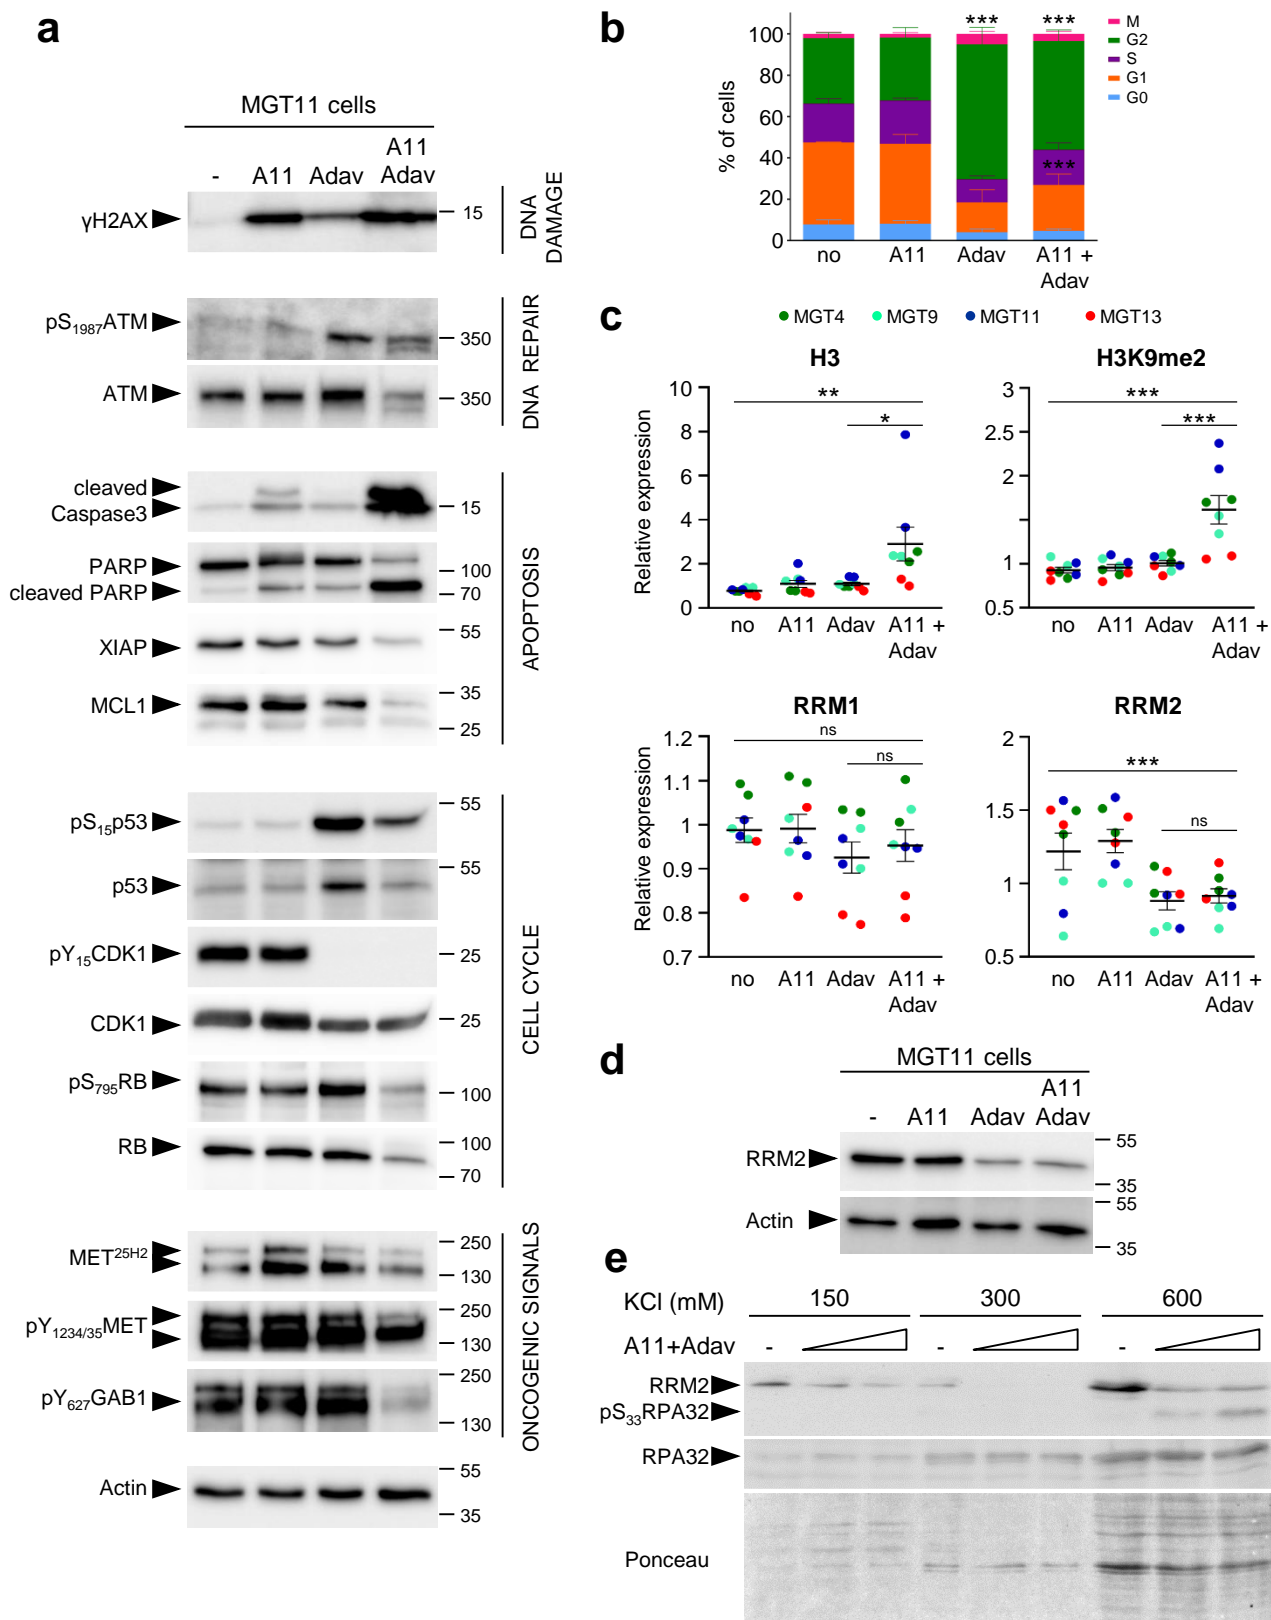 a
MGT11 cells
- A11 Adav A11 Adav
γH2AX
15
DNA DAMAGE
pS1987ATM
350
ATM
350
DNA REPAIR
cleaved
Caspase3
15
PARP
100
cleaved PARP
70
XIAP
55
MCL1
35
25
APOPTOSIS
pS15p53
55
p53
55
pY15CDK1
25
CDK1
25
pS795RB
100
RB
100
70
CELL CYCLE
MET25H2
250
130
pY1234/35MET
250
130
pY627GAB1
250
130
ONCOGENIC SIGNALS
Actin
55
35
b
% of cells
100
80
60
40
20
0
*** ***
***
no A11 Adav A11 + Adav
M
G2
S
G1
G0
c
MGT4 MGT9 MGT11 MGT13
H3
Relative expression
10
8
6
4
2
0
**
*
no A11 Adav A11 + Adav
H3K9me2
3
2.5
2
1
0.5
***
***
no A11 Adav A11 + Adav
RRM1
Relative expression
1.2
1.1
1
0.9
0.8
0.7
ns
ns
no A11 Adav A11 + Adav
RRM2
2
1.5
1
0.5
***
ns
no A11 Adav A11 + Adav
d
MGT11 cells
- A11 Adav A11 Adav
RRM2
55
35
Actin
55
35
e
KCl (mM) 150 300 600
A11+Adav - - -
RRM2
pS33RPA32
RPA32
Ponceau